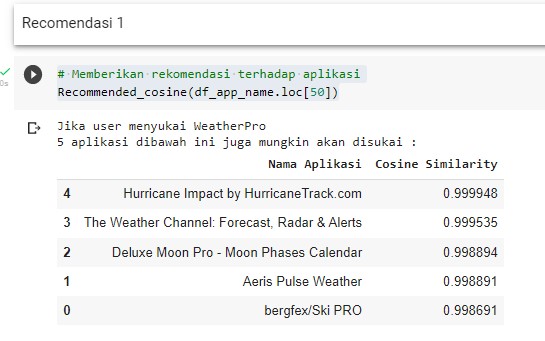 Recomendasi 1
# Memberikan rekomendasi terhadap aplikasi
0s
Recommended_cosine(df_app_name.loc[50])
Jika user menyukai WeatherPro
5 aplikasi dibawah ini juga mungkin akan disukai :
Nama Aplikasi Cosine Similarity
4 Hurricane Impact by HurricaneTrack.com 0.999948
3 The Weather Channel: Forecast, Radar & Alerts 0.999535
2 Deluxe Moon Pro - Moon Phases Calendar 0.998894
1 Aeris Pulse Weather 0.998891
0 bergfex/Ski PRO 0.998691